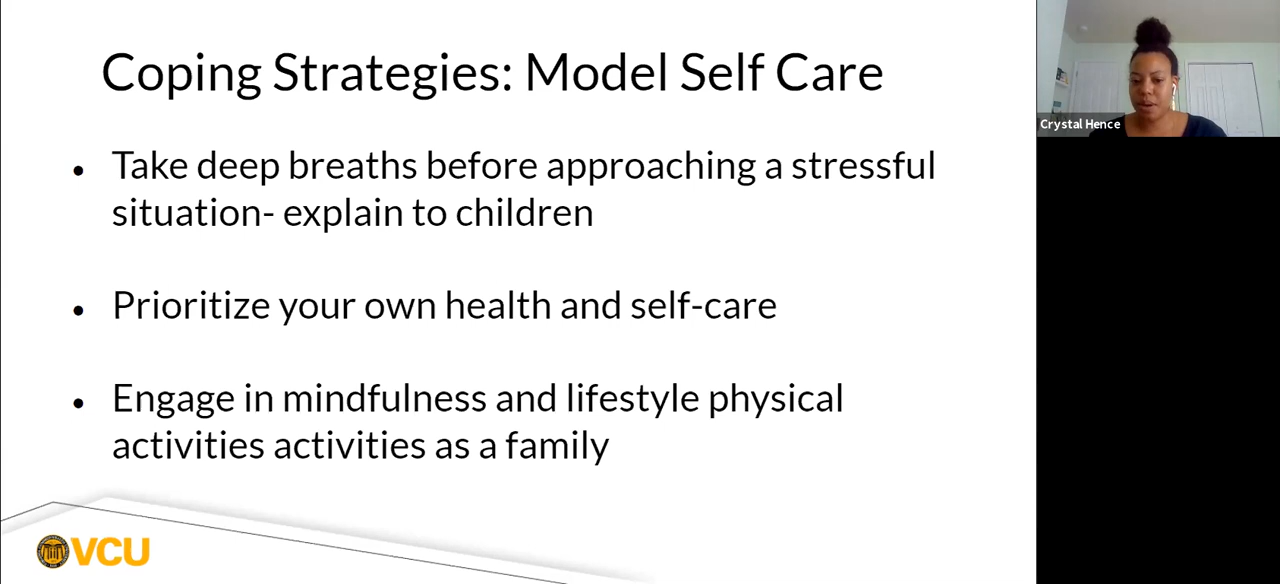 Coping Strategies: Model Self Care
• Take deep breaths before approaching a stressful
situation- explain to children
• Prioritize your own health and self-care
• Engage in mindfulness and lifestyle physical
activities activities as a family
VCU
Crystal Hence